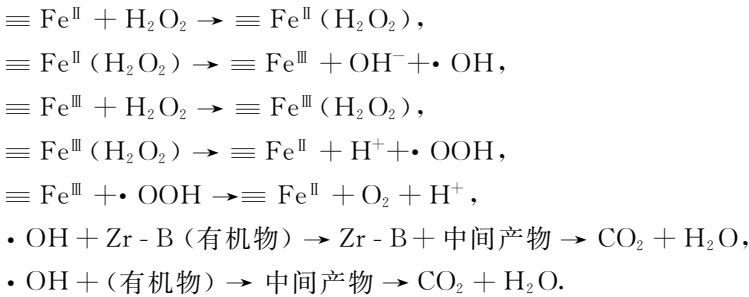 ≡ Fe^Ⅱ + H₂O₂ → ≡ Fe^Ⅱ (H₂O₂),
≡ Fe^Ⅱ (H₂O₂) → ≡ Fe^Ⅲ + OH⁻ + • OH,
≡ Fe^Ⅲ + H₂O₂ → ≡ Fe^Ⅲ (H₂O₂),
≡ Fe^Ⅲ (H₂O₂) → ≡ Fe^Ⅱ + H⁺ + • OOH,
≡ Fe^Ⅲ + • OOH → ≡ Fe^Ⅱ + O₂ + H⁺,
• OH + Zr - B (有机物) → Zr - B + 中间产物 → CO₂ + H₂O,
• OH + (有机物) → 中间产物 → CO₂ + H₂O.